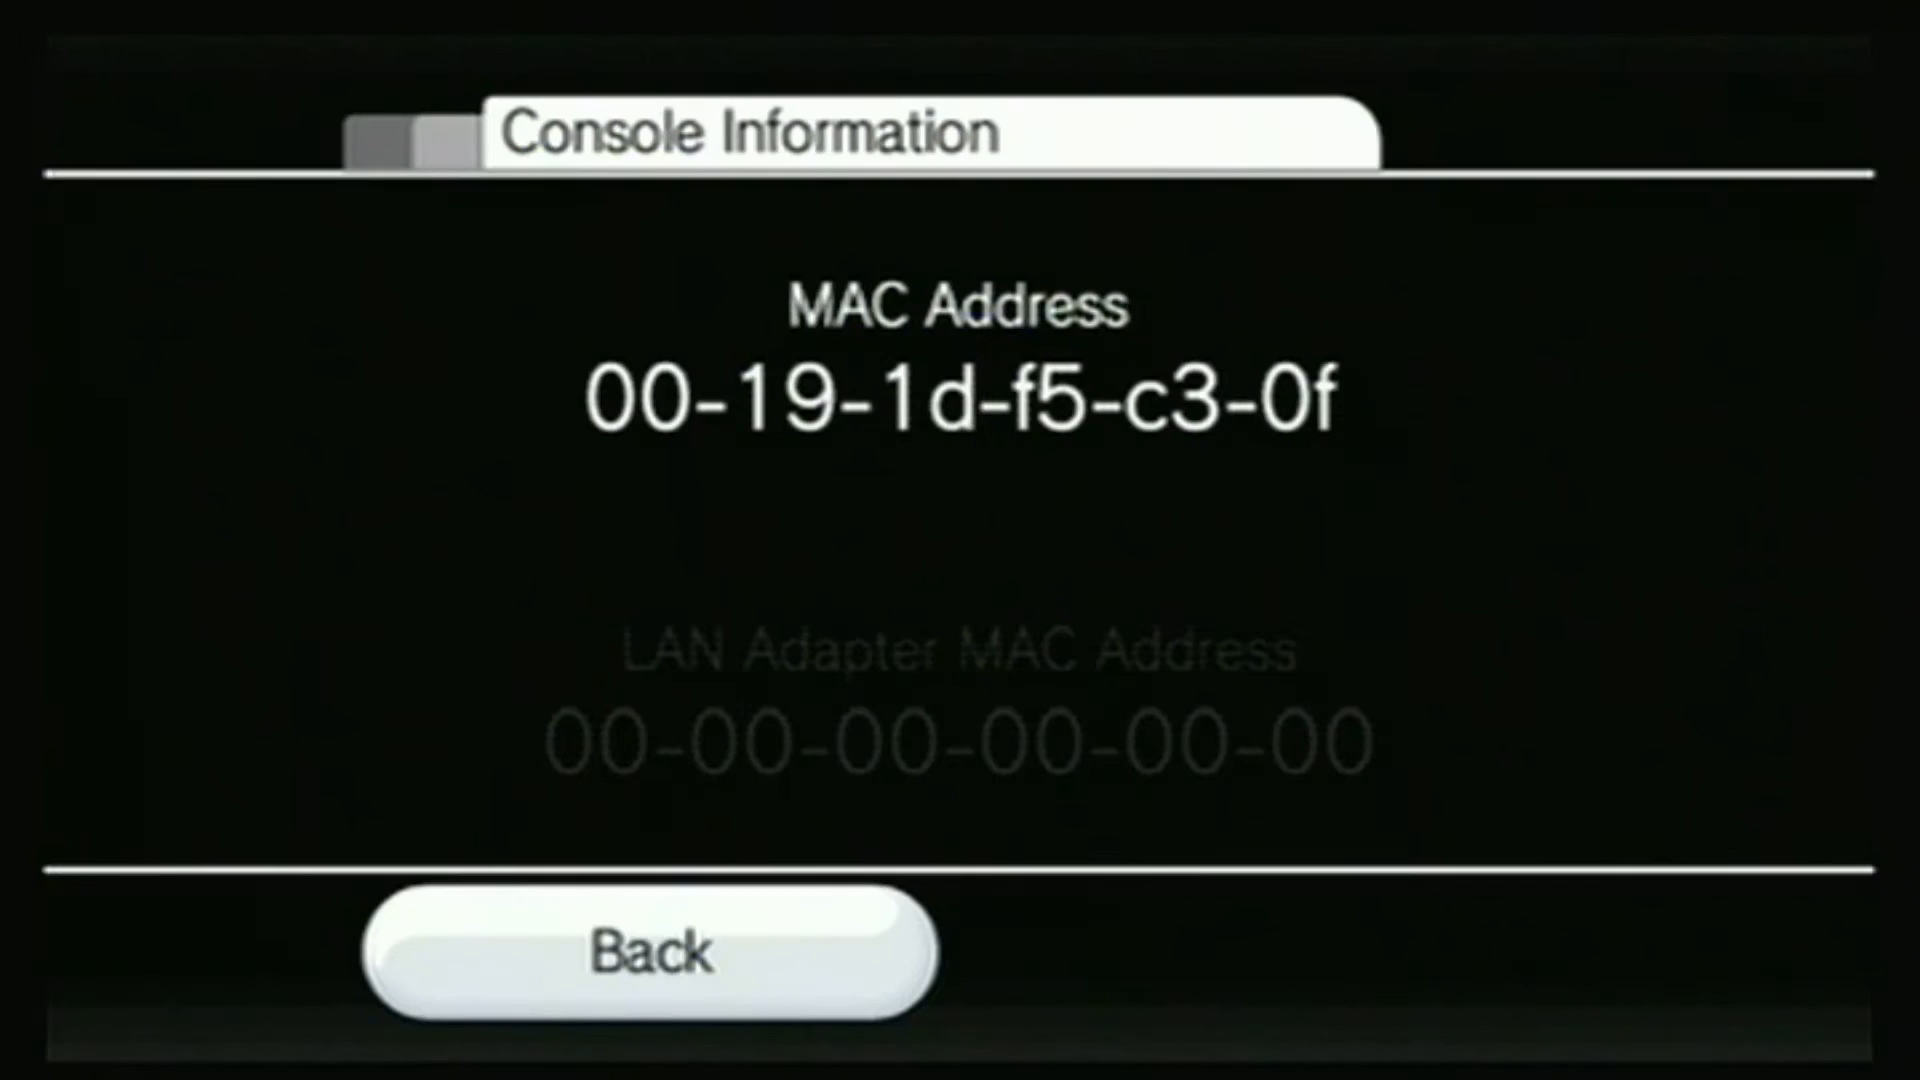 Console Information
MAC Address
00-19-1d-f5-c3-0f
LAN Adapter MAC Address
00-00-00-00-00-00
Back